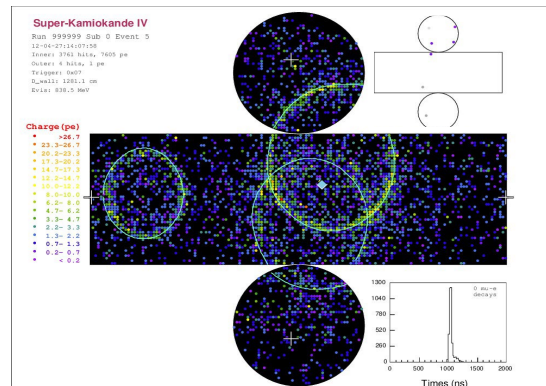 Super-Kamiokande IV
Run 999999 Sub 0 Event 5
12-04-27:14:07:58
Inner: 3761 hits, 7605 pe
Outer: 4 hits, 1 pe
Trigger: 0x07
D_wall: 1281.1 cm
Evis: 838.5 MeV
Charge(pe)
>26.7
23.3-26.7
20.2-23.3
17.3-20.2
14.7-17.3
12.2-14.7
10.0-12.2
8.0-10.0
6.2- 8.0
4.7- 6.2
3.3- 4.7
2.2- 3.3
1.3- 2.2
0.7- 1.3
0.2- 0.7
< 0.2
0 mu-e
decays
1300
1040
780
520
260
0
0 500 1000 1500 2000
Times (ns)